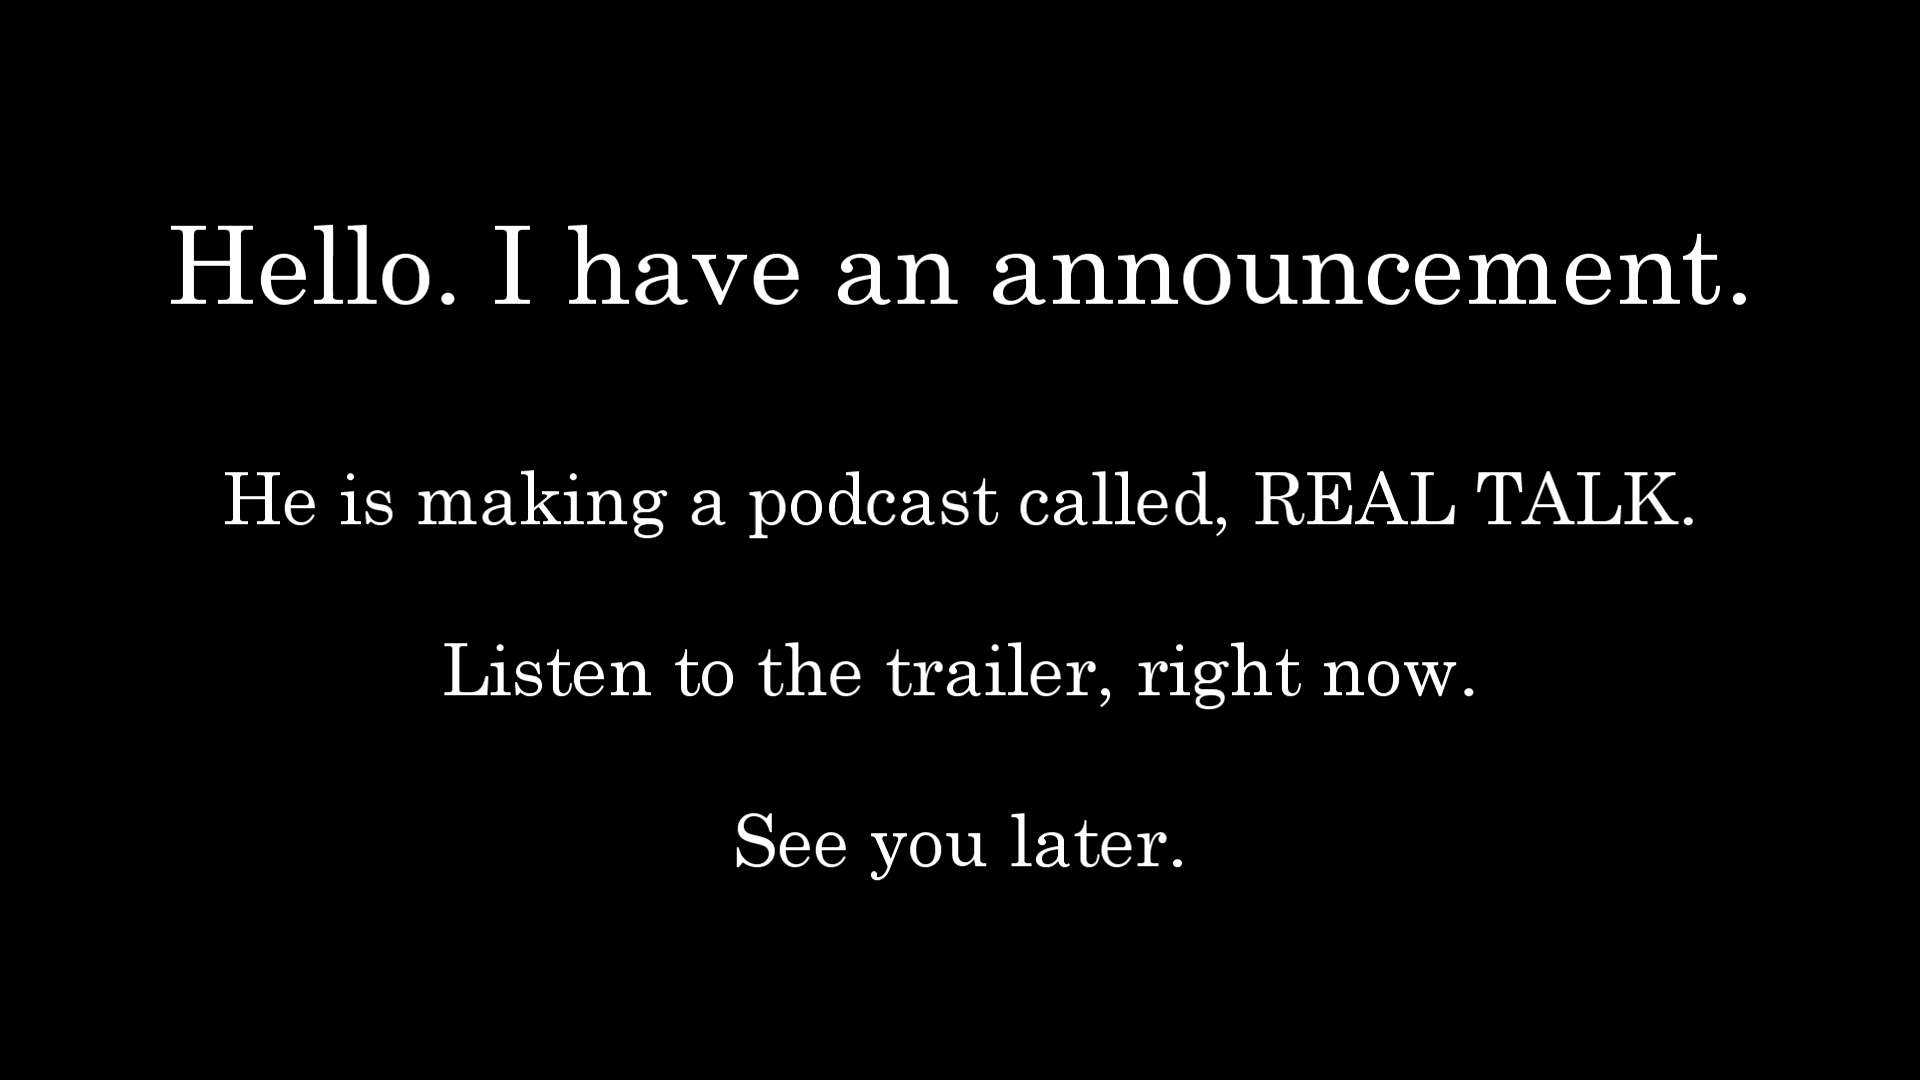 Hello. I have an announcement.
He is making a podcast called, REAL TALK.
Listen to the trailer, right now.
See you later.